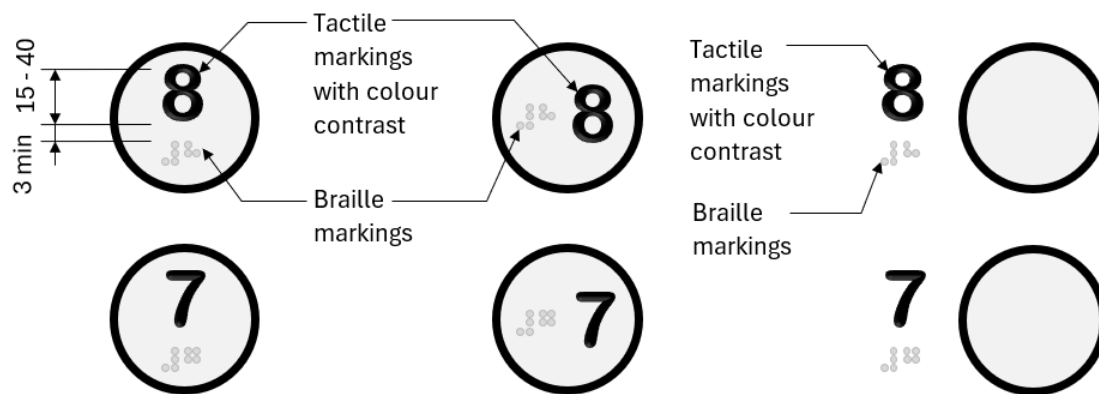 Tactile
markings
with colour
contrast
15 - 40
3 min
8
8
Braille
markings
7
7
Tactile
markings
with colour
contrast
8
Braille
markings
7